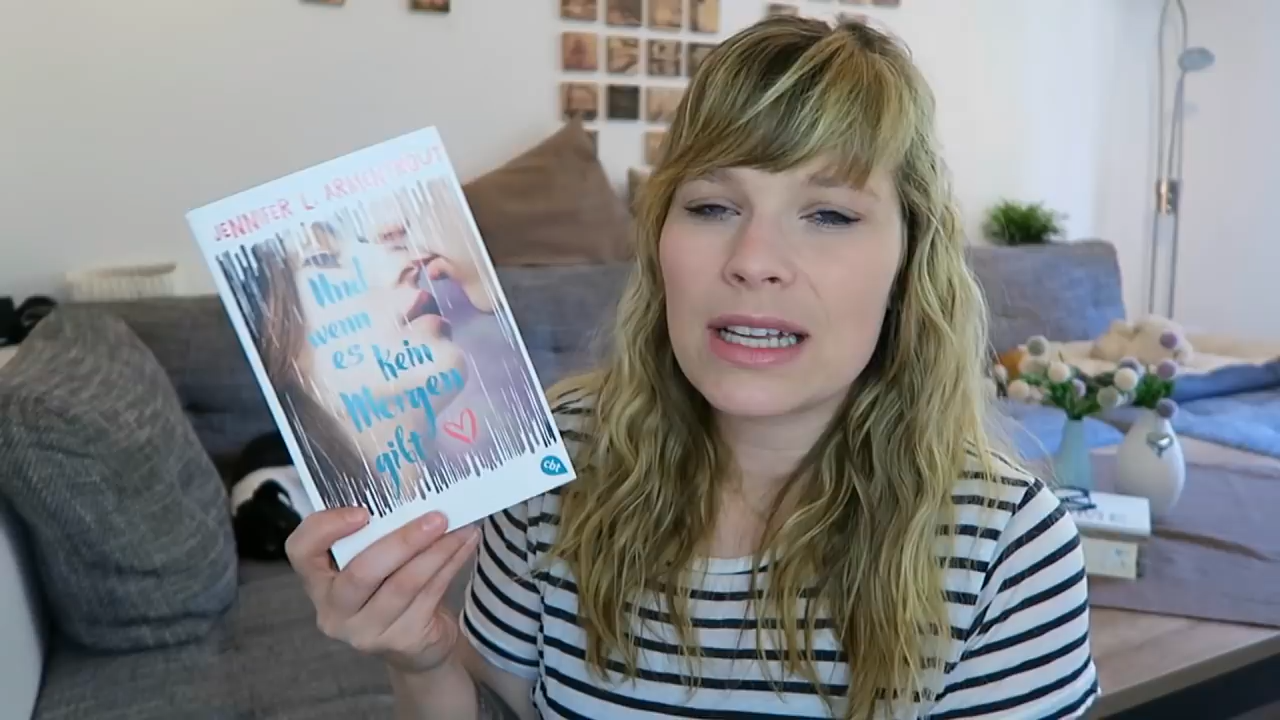 JENNIFER L. ARMENTROUT
Und
wenn
es kein
Morgen
gibt
cbt